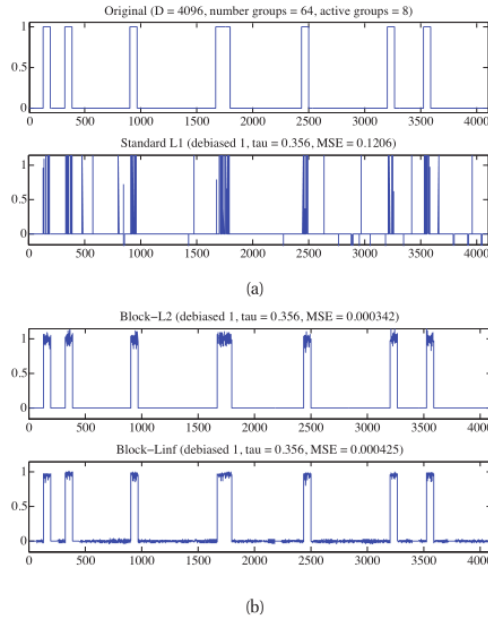 Original (D = 4096, number groups = 64, active groups = 8)
1
0.5
0
0 500 1000 1500 2000 2500 3000 3500 400
Standard L1 (debiased 1, tau = 0.356, MSE = 0.1206)
1
0.5
0
0 500 1000 1500 2000 2500 3000 3500 400
(a)
Block-L2 (debiased 1, tau = 0.356, MSE = 0.000342)
1
0.5
0
0 500 1000 1500 2000 2500 3000 3500 400
Block-Linf (debiased 1, tau = 0.356, MSE = 0.000425)
1
0.5
0
0 500 1000 1500 2000 2500 3000 3500 400
(b)